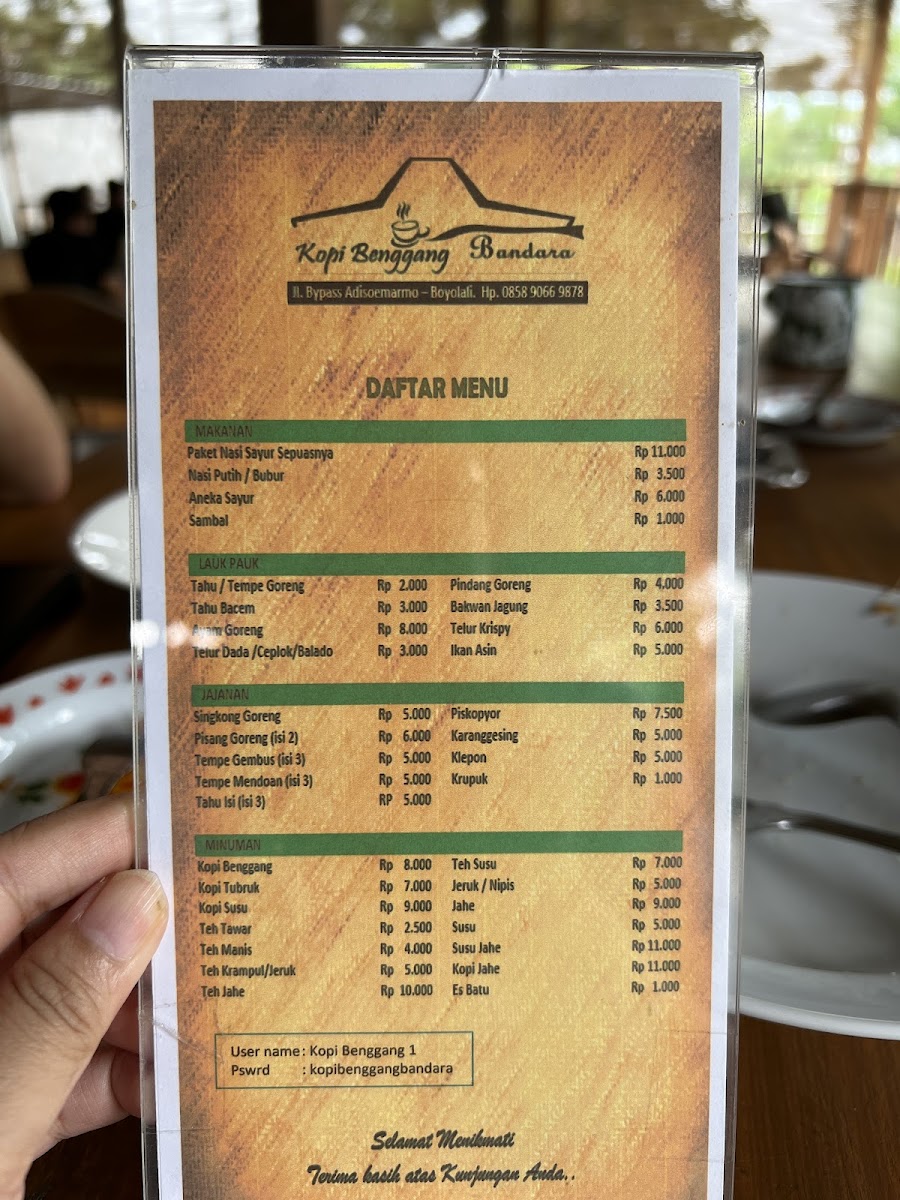 Kopi Benggang Bandara
Jl. Bypass Adisoemarmo – Boyolali. Hp. 0858 9066 9878
DAFTAR MENU
MAKANAN
Paket Nasi Sayur Sepuasnya Rp 11.000
Nasi Putih / Bubur Rp 3.500
Aneka Sayur Rp 6.000
Sambal Rp 1.000
LAUK PAUK
Tahu / Tempe Goreng Rp 2.000 Pindang Goreng Rp 4.000
Tahu Bacem Rp 3.000 Bakwan Jagung Rp 3.500
Ayam Goreng Rp 8.000 Telur Krispy Rp 6.000
Telur Dada /Ceplok/Balado Rp 3.000 Ikan Asin Rp 5.000
JAJANAN
Singkong Goreng Rp 5.000 Piskopyor Rp 7.500
Pisang Goreng (isi 2) Rp 6.000 Karanggesing Rp 5.000
Tempe Gembus (isi 3) Rp 5.000 Klepon Rp 5.000
Tempe Mendoan (isi 3) Rp 5.000 Krupuk Rp 1.000
Tahu Isi (isi 3) RP 5.000
MINUMAN
Kopi Benggang Rp 8.000 Teh Susu Rp 7.000
Kopi Tubruk Rp 7.000 Jeruk / Nipis Rp 5.000
Kopi Susu Rp 9.000 Jahe Rp 9.000
Teh Tawar Rp 2.500 Susu Rp 5.000
Teh Manis Rp 4.000 Susu Jahe Rp 11.000
Teh Krampul/Jeruk Rp 5.000 Kopi Jahe Rp 11.000
Teh Jahe Rp 10.000 Es Batu Rp 1.000
User name : Kopi Benggang 1
Pswrd : kopibenggangbandara
Selamat Menikmati
Terima kasih atas Kunjungan Anda..